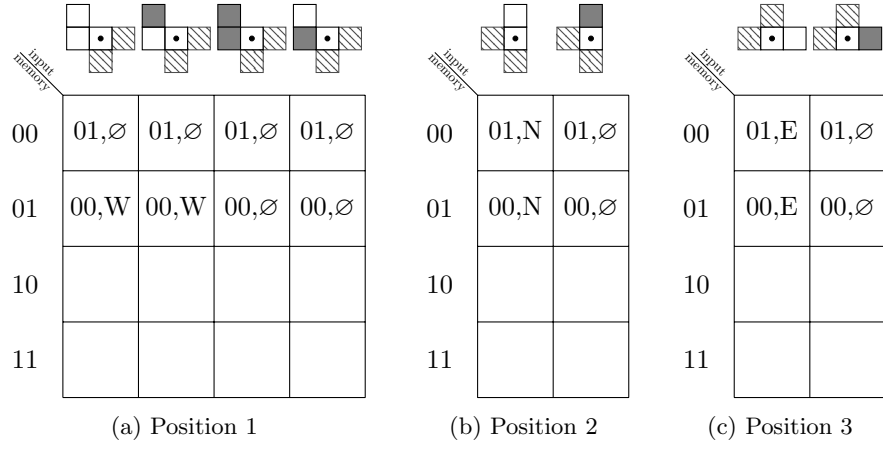 input
memory
input
memory
input
memory
00 01,∅ 01,∅ 01,∅ 01,∅ 00 01,N 01,∅ 00 01,E 01,∅
01 00,W 00,W 00,∅ 00,∅ 01 00,N 00,∅ 01 00,E 00,∅
10 10 10
11 11 11
(a) Position 1 (b) Position 2 (c) Position 3